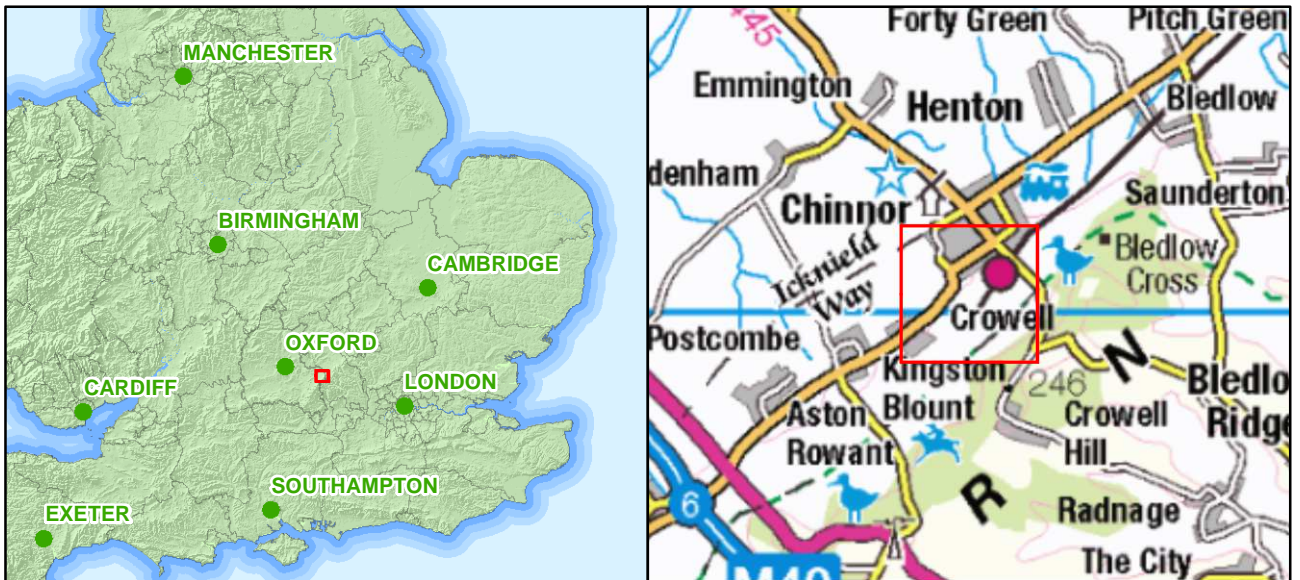 MANCHESTER
BIRMINGHAM
CAMBRIDGE
OXFORD
CARDIFF
LONDON
SOUTHAMPTON
EXETER
445
Forty Green
Pitch Green
Emmington
Henton
Bledlow
denham
Chinnor
Saunderton
Icknield
Way
Bledlow
Cross
Postcombe
Crowell
Kingston
Blount
246
N
Bledlo
Ridge
Aston
Rowant
Crowell
Hill
R
6
Radnage
The City
M40